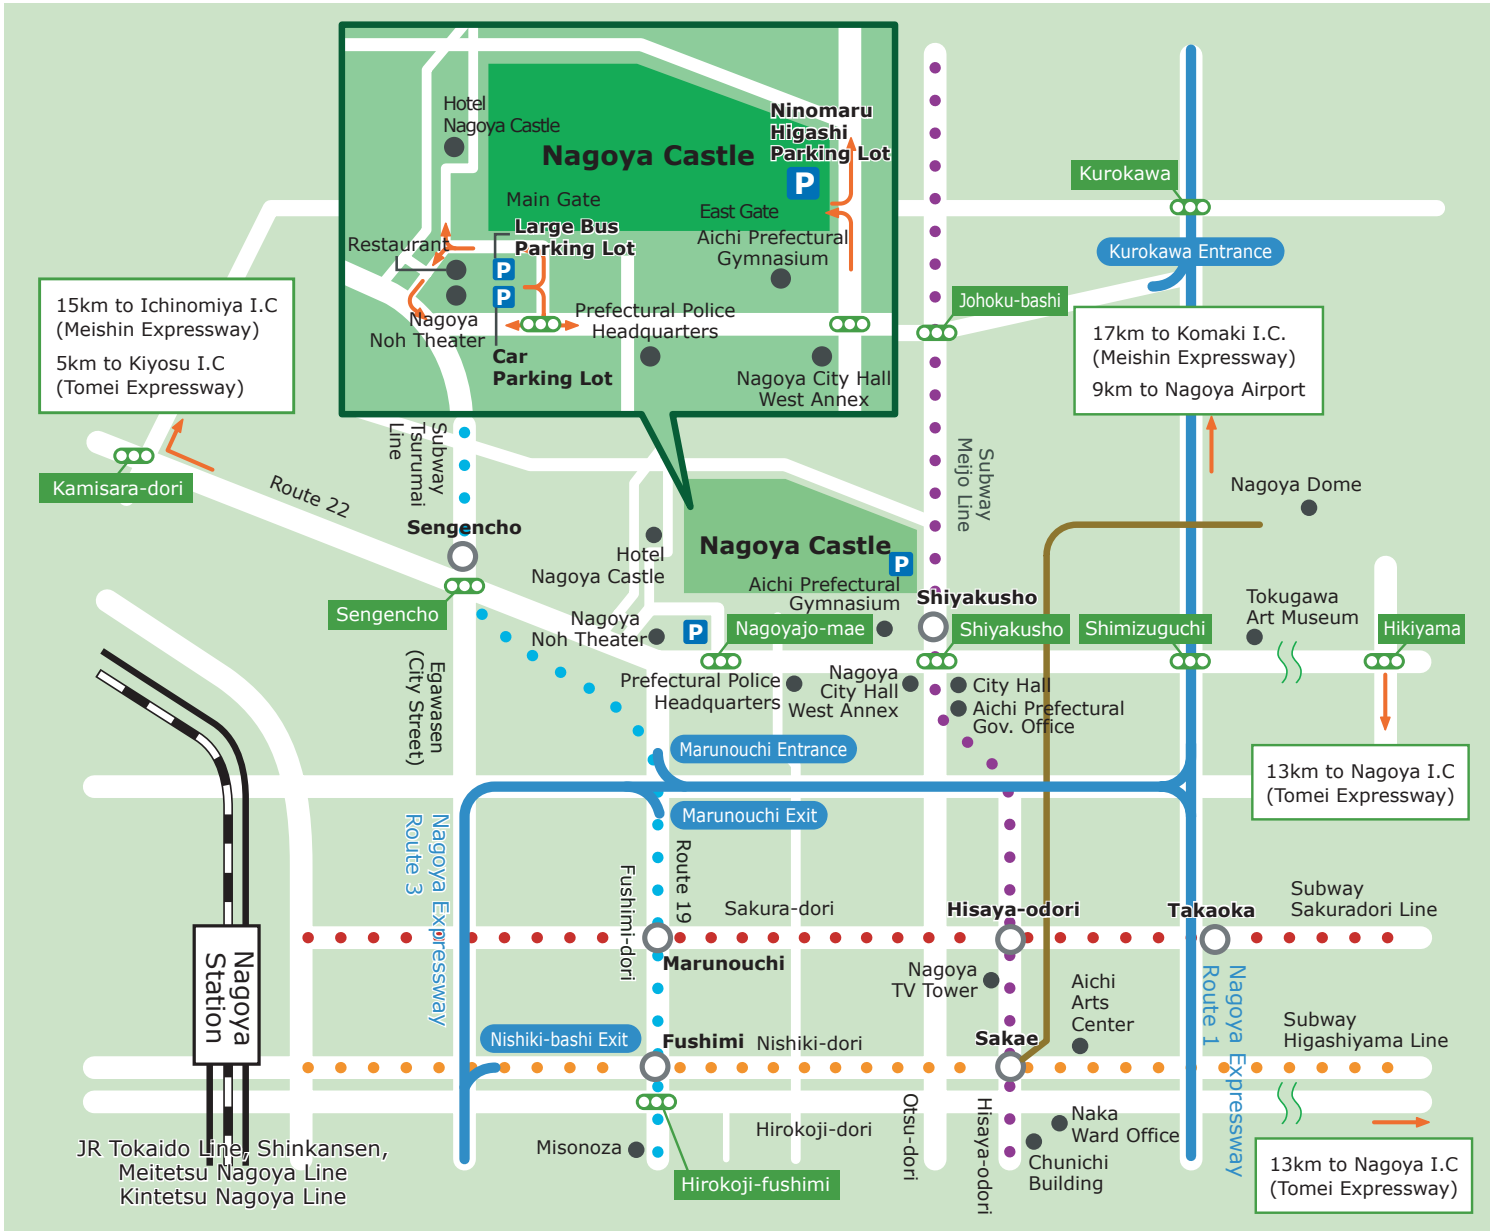 Hotel
Nagoya Castle
Nagoya Castle
Ninomaru
Higashi
Parking Lot
P
Main Gate
East Gate
Large Bus
Parking Lot
Restaurant
Aichi Prefectural
Gymnasium
P
P
Nagoya
Noh Theater
Prefectural Police
Headquarters
Car
Parking Lot
Nagoya City Hall
West Annex
Kurokawa
Kurokawa Entrance
Johoku-bashi
15km to Ichinomiya I.C
(Meishin Expressway)
5km to Kiyosu I.C
(Tomei Expressway)
17km to Komaki I.C.
(Meishin Expressway)
9km to Nagoya Airport
Kamisara-dori
Route 22
Subway
Tsurumai
Line
Subway
Meijo Line
Nagoya Dome
Sengencho
Sengencho
Hotel
Nagoya Castle
Nagoya Castle
P
Aichi Prefectural
Gymnasium
Shiyakusho
Nagoya
Noh Theater
P
Nagoyajo-mae
Shiyakusho
Shimizuguchi
Tokugawa
Art Museum
Hikiyama
Egawasen
(City Street)
Prefectural Police
Headquarters
Nagoya
City Hall
West Annex
City Hall
Aichi Prefectural
Gov. Office
Marunouchi Entrance
Marunouchi Exit
13km to Nagoya I.C
(Tomei Expressway)
Nagoya Expressway
Route 3
Fushimi-dori
Route 19
Sakura-dori
Hisaya-odori
Takaoka
Subway
Sakuradori Line
Marunouchi
Nagoya
TV Tower
Aichi
Arts
Center
Nagoya Expressway
Route 1
Nagoya
Station
Nishiki-bashi Exit
Fushimi
Nishiki-dori
Sakae
Subway
Higashiyama Line
Misonoza
Hirokoji-dori
Otsu-dori
Hisaya-odori
Naka
Ward Office
Chunichi
Building
Hirokoji-fushimi
JR Tokaido Line, Shinkansen,
Meitetsu Nagoya Line
Kintetsu Nagoya Line
13km to Nagoya I.C
(Tomei Expressway)